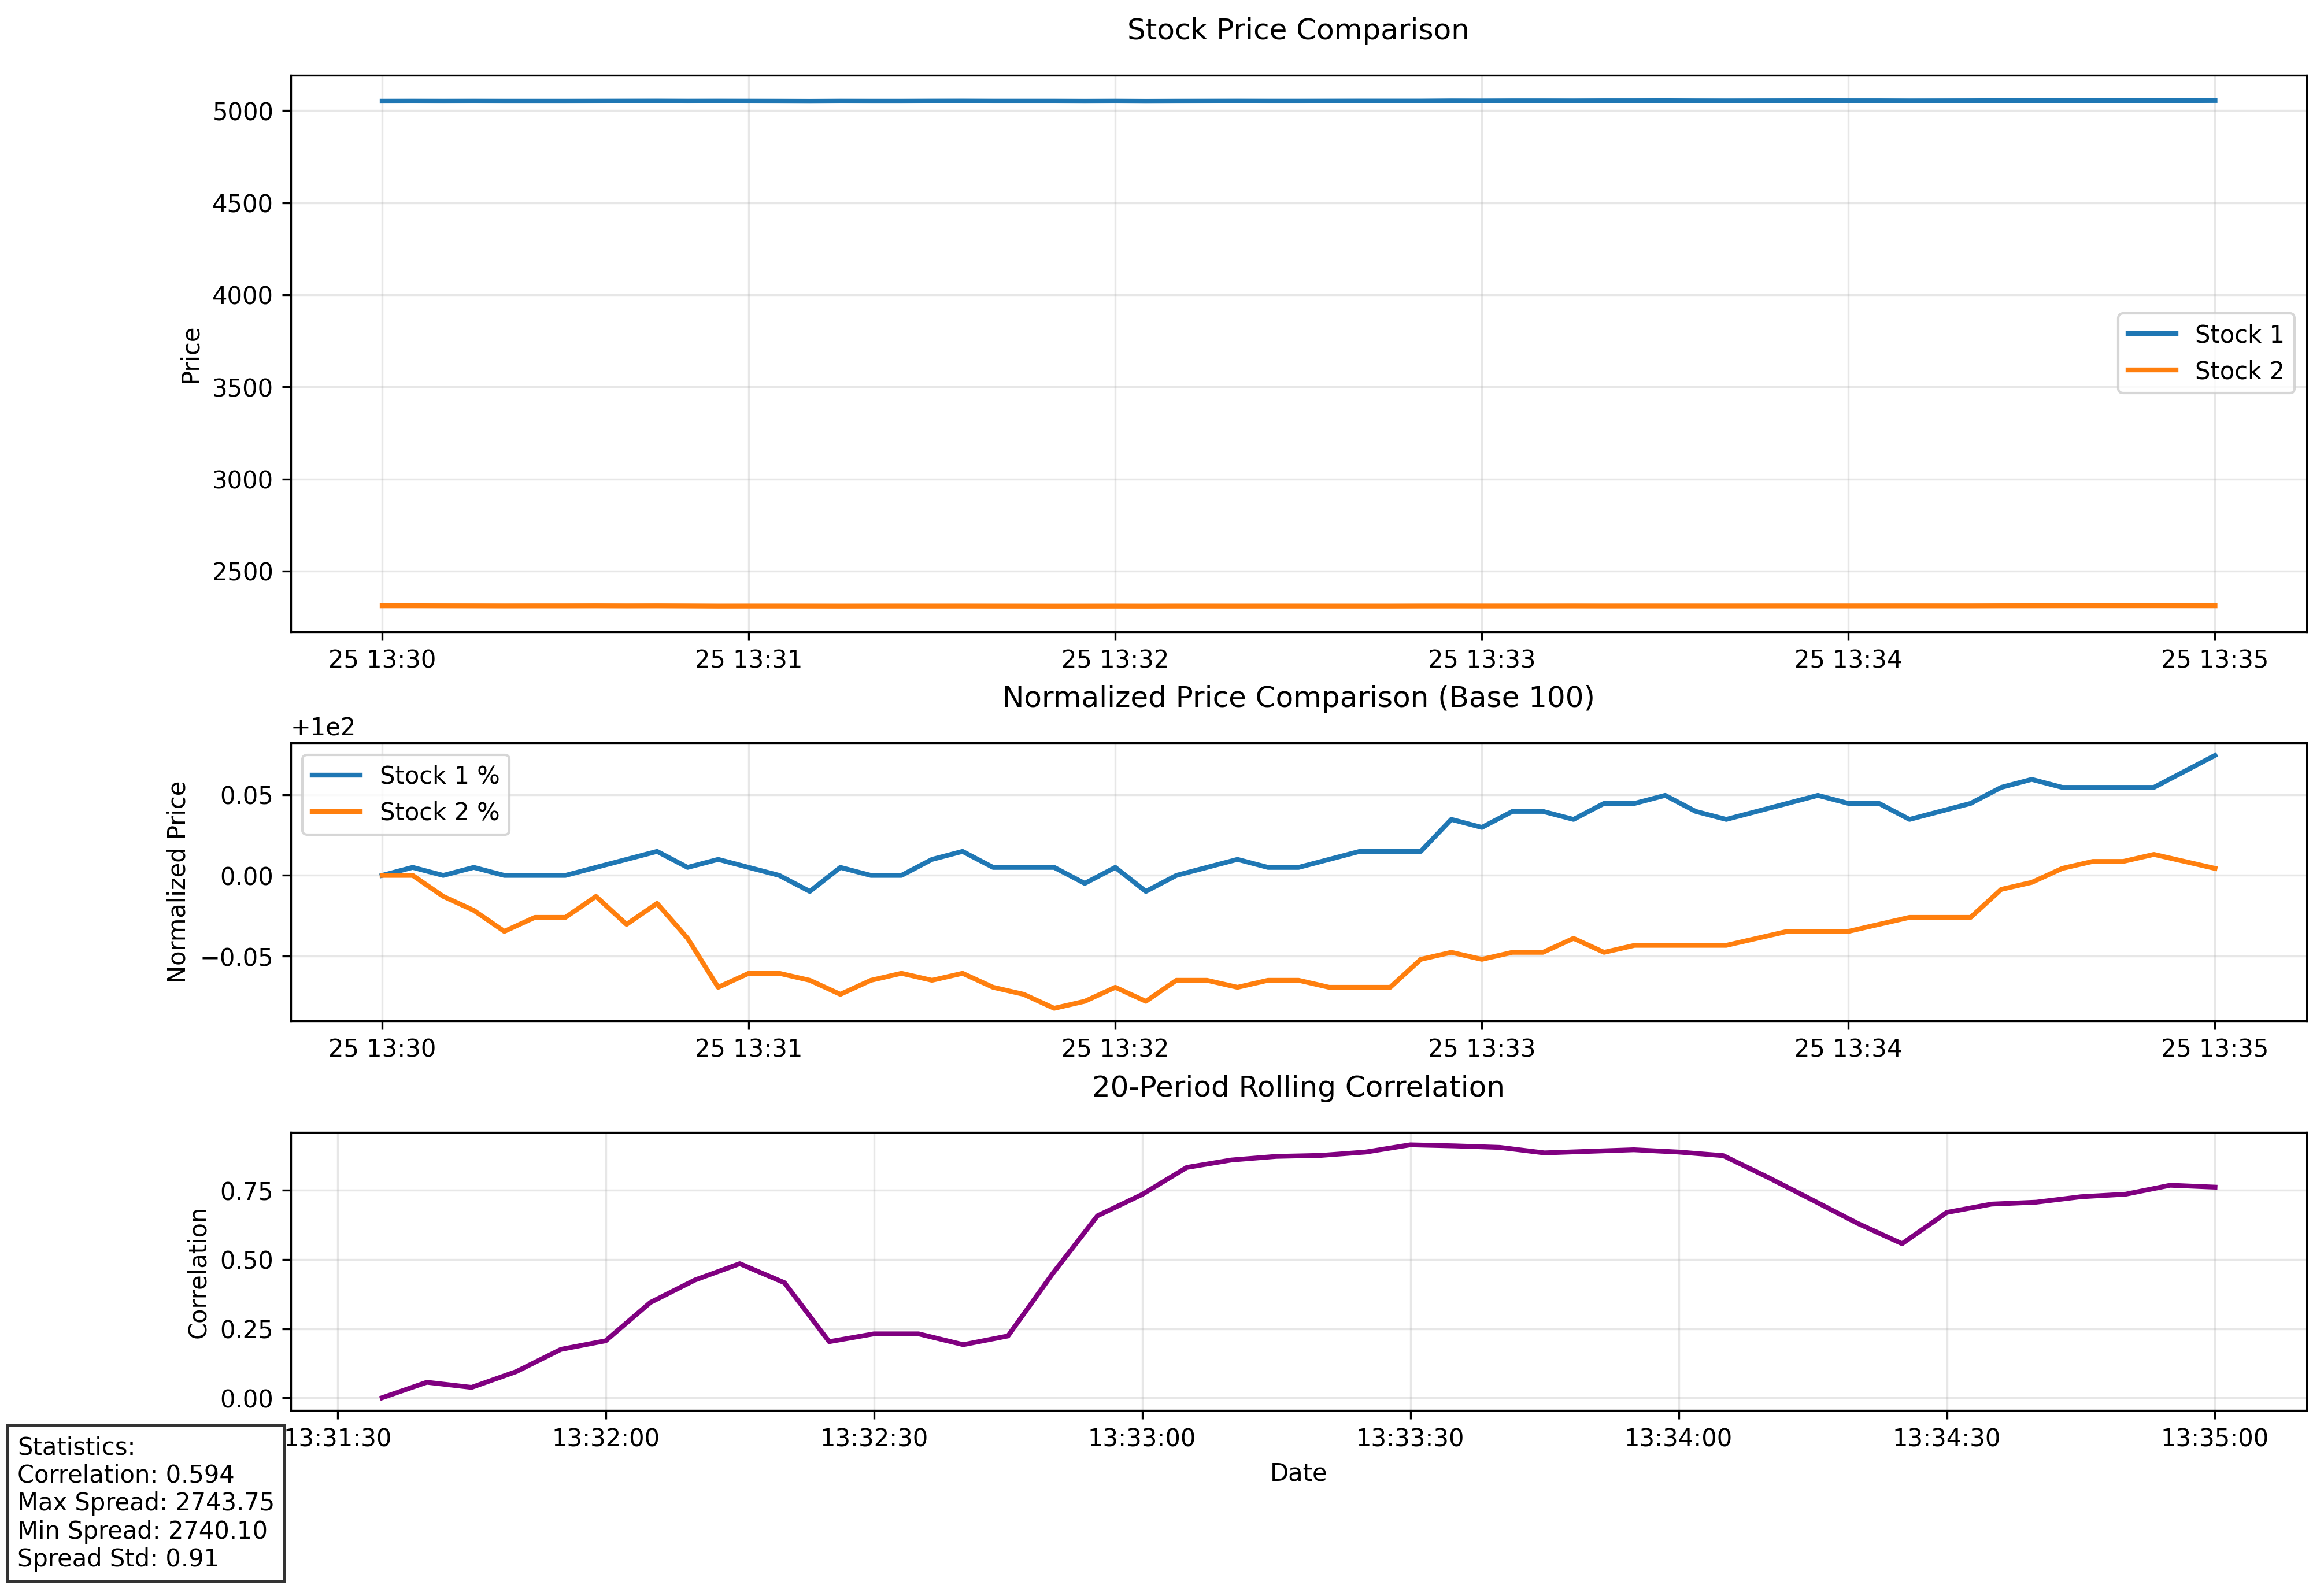 Stock Price Comparison
5000
4500
4000
3500
3000
2500
Price
Stock 1
Stock 2
25 13:30 25 13:31 25 13:32 25 13:33 25 13:34 25 13:35
Normalized Price Comparison (Base 100)
+1e2
0.05
0.00
−0.05
Normalized Price
Stock 1 %
Stock 2 %
25 13:30 25 13:31 25 13:32 25 13:33 25 13:34 25 13:35
20-Period Rolling Correlation
0.75
0.50
0.25
0.00
Correlation
13:31:30 13:32:00 13:32:30 13:33:00 13:33:30 13:34:00 13:34:30 13:35:00
Date
Statistics:
Correlation: 0.594
Max Spread: 2743.75
Min Spread: 2740.10
Spread Std: 0.91